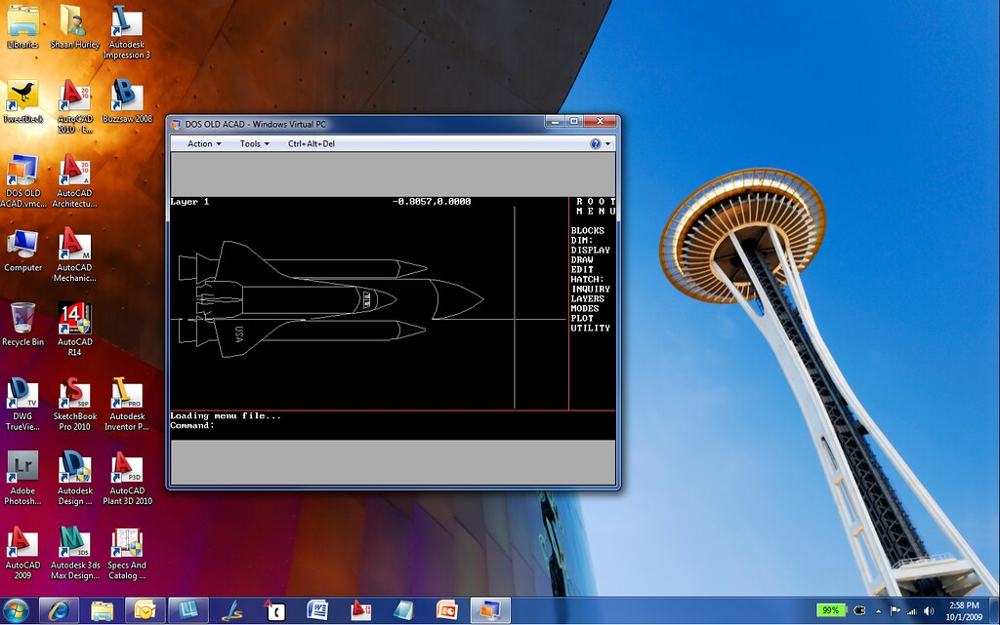 Libraries
Shaan Hurley
Autodesk
Impression 3
TweetDeck
AutoCAD
2010 - E...
Buzzsaw 2008
DOS OLD
ACAD.vmc...
AutoCAD
Architectu...
Computer
AutoCAD
Mechanic...
Recycle Bin
14
AutoCAD
R14
DWG
TrueVie...
SketchBook
Pro 2010
Autodesk
Inventor P...
Lr
Adobe
Photosh...
Autodesk
Design ...
AutoCAD
Plant 3D 2010
AutoCAD
2009
Autodesk 3ds
Max Design...
Specs And
Catalog ...
DOS OLD ACAD - Windows Virtual PC
Action
Tools
Ctrl+Alt+Del
Layer 1
-0.8057,0.0000
R O O T
M E N U
BLOCKS
DIM:
DISPLAY
DRAW
EDIT
HATCH:
INQUIRY
LAYERS
MODES
PLOT
UTILITY
USA
Loading menu file...
Command:
99%
2:58 PM
10/1/2009